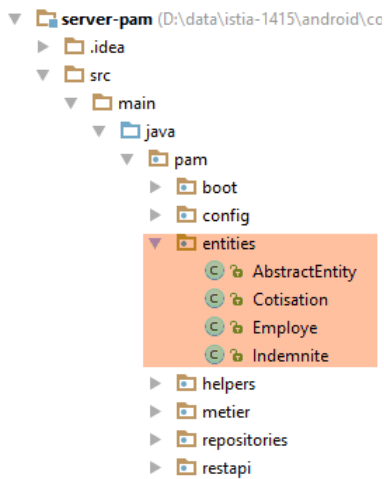 server-pam (D:\data\istia-1415\android\co
.idea
src
main
java
pam
boot
config
entities
AbstractEntity
Cotisation
Employe
Indemnite
helpers
metier
repositories
restapi